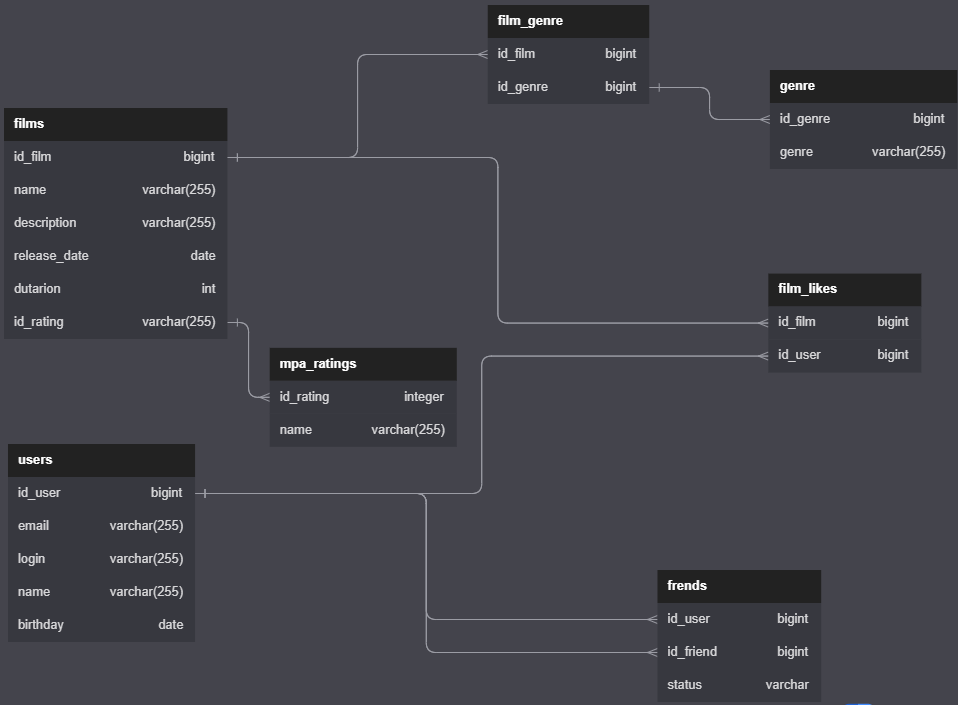 film_genre
id_film bigint
id_genre bigint
genre
id_genre bigint
genre varchar(255)
films
id_film bigint
name varchar(255)
description varchar(255)
release_date date
dutarion int
id_rating varchar(255)
film_likes
id_film bigint
id_user bigint
mpa_ratings
id_rating integer
name varchar(255)
users
id_user bigint
email varchar(255)
login varchar(255)
name varchar(255)
birthday date
frends
id_user bigint
id_friend bigint
status varchar